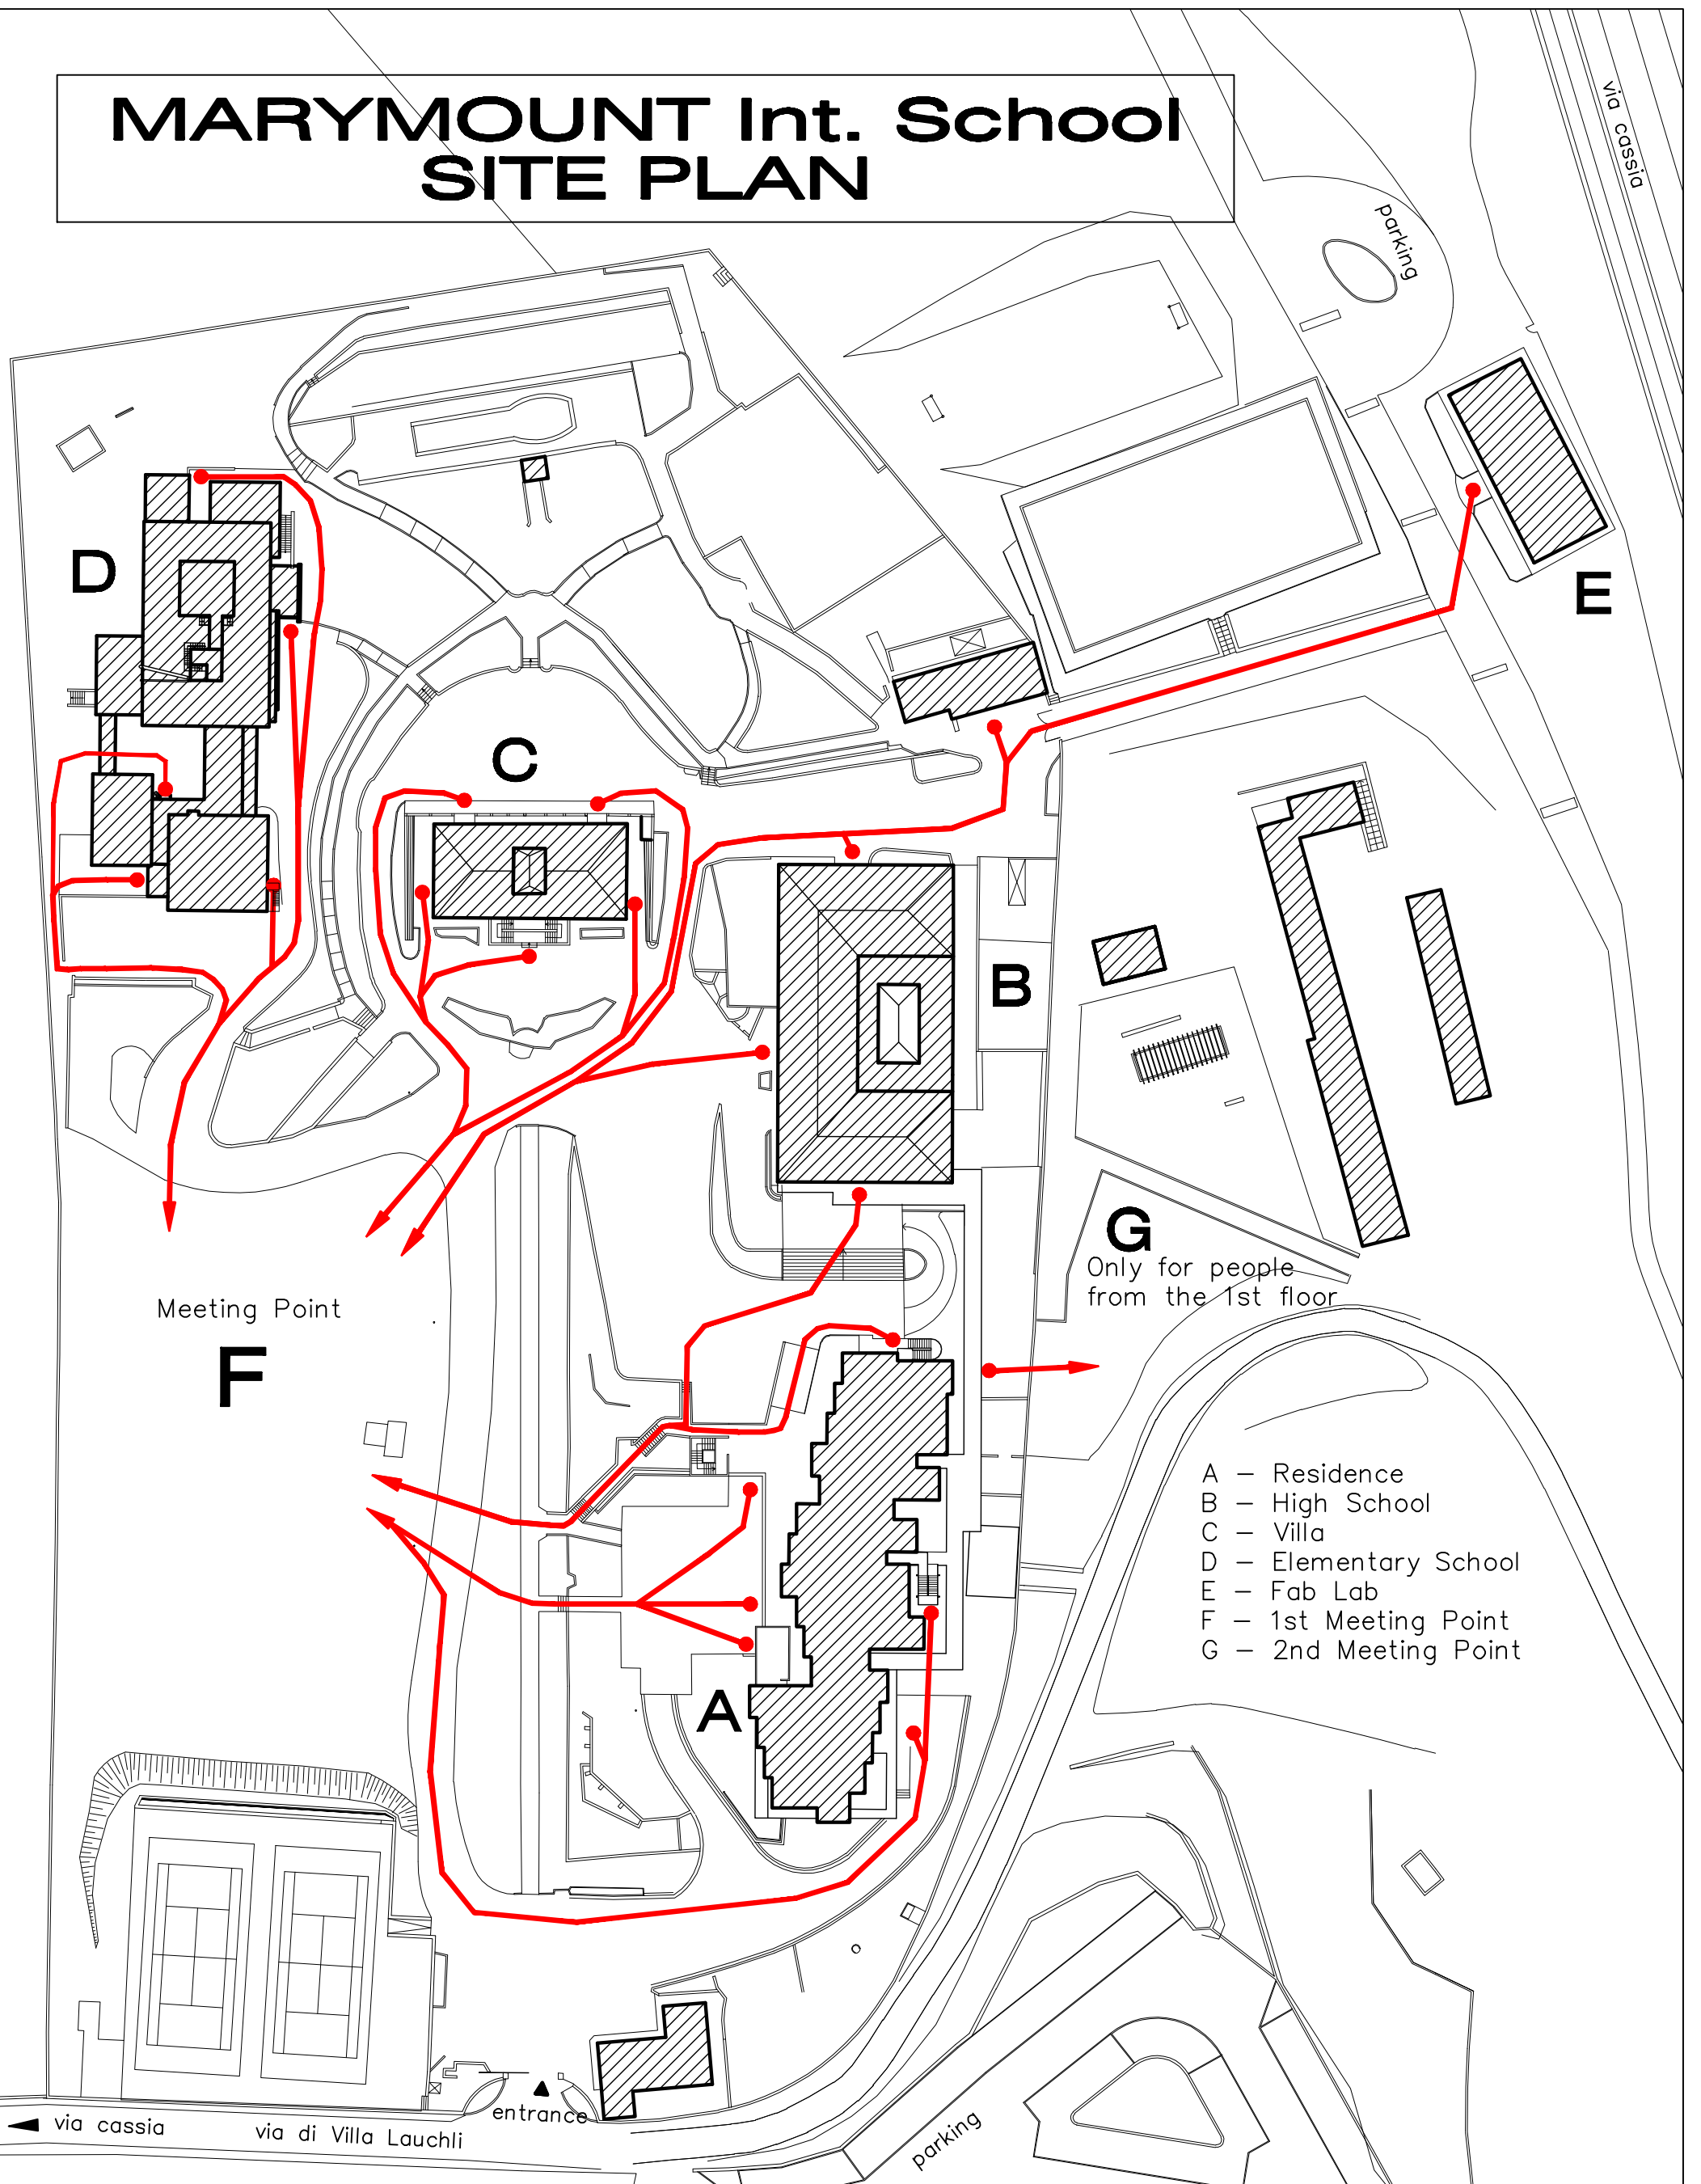 MARYMOUNT Int. School
SITE PLAN
via cassia
parking
D
E
C
B
G
Only for people
from the 1st floor
Meeting Point
F
A – Residence
B – High School
C – Villa
D – Elementary School
E – Fab Lab
F – 1st Meeting Point
G – 2nd Meeting Point
A
entrance
via cassia
via di Villa Lauchli
parking